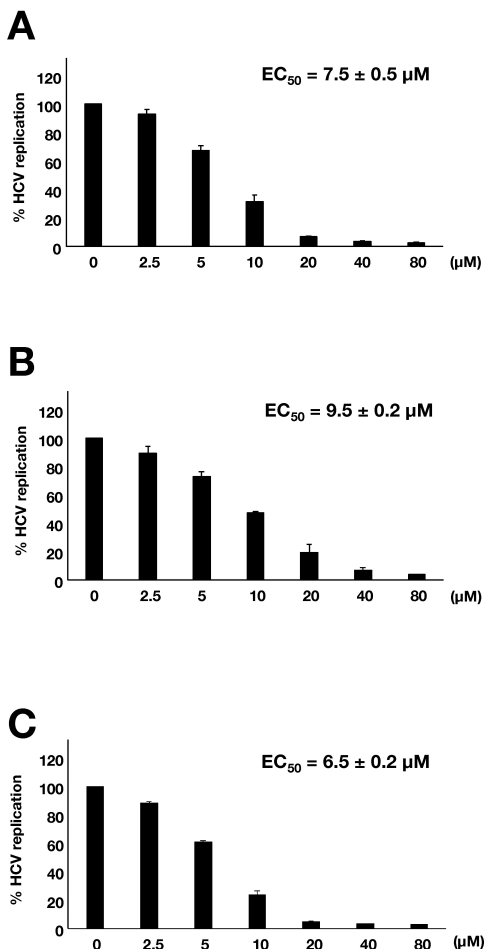 A
EC50 = 7.5 ± 0.5 µM
% HCV replication
120
100
80
60
40
20
0
0 2.5 5 10 20 40 80 (µM)
B
EC50 = 9.5 ± 0.2 µM
% HCV replication
120
100
80
60
40
20
0
0 2.5 5 10 20 40 80 (µM)
C
EC50 = 6.5 ± 0.2 µM
% HCV replication
120
100
80
60
40
20
0
0 2.5 5 10 20 40 80 (µM)